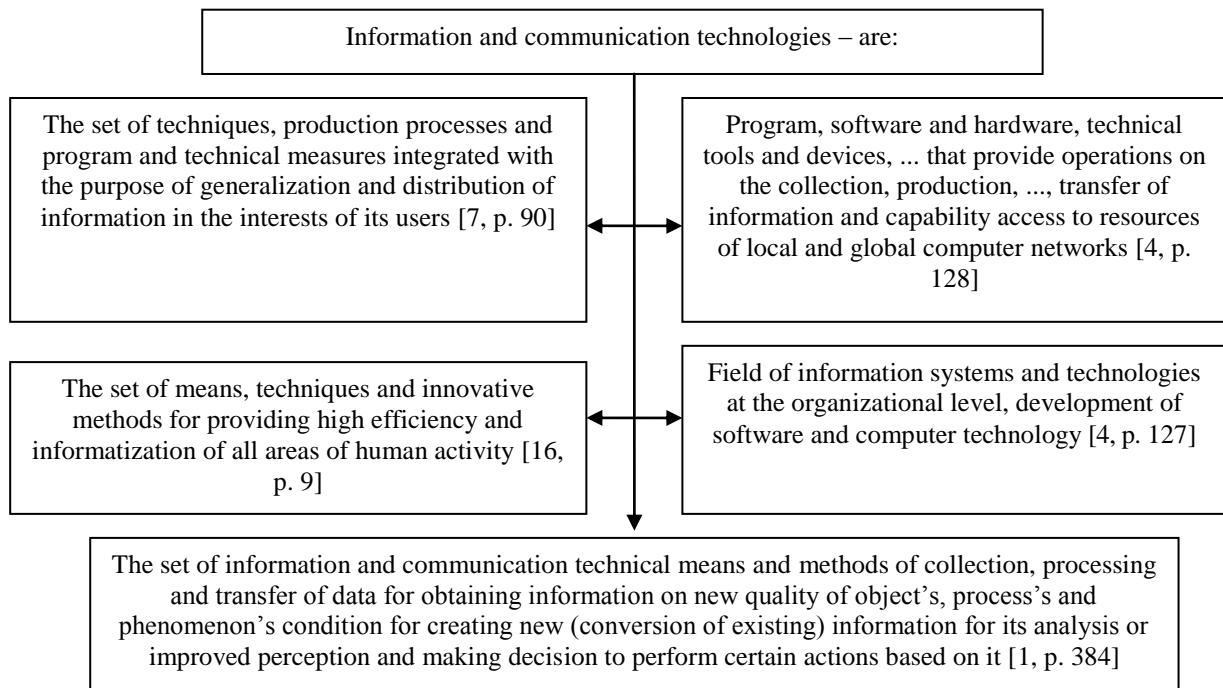 Information and communication technologies – are:
The set of techniques, production processes and
program and technical measures integrated with
the purpose of generalization and distribution of
information in the interests of its users [7, p. 90]
Program, software and hardware, technical
tools and devices, ... that provide operations on
the collection, production, ..., transfer of
information and capability access to resources
of local and global computer networks [4, p.
128]
The set of means, techniques and innovative
methods for providing high efficiency and
informatization of all areas of human activity [16,
p. 9]
Field of information systems and technologies
at the organizational level, development of
software and computer technology [4, p. 127]
The set of information and communication technical means and methods of collection, processing
and transfer of data for obtaining information on new quality of object’s, process’s and
phenomenon’s condition for creating new (conversion of existing) information for its analysis or
improved perception and making decision to perform certain actions based on it [1, p. 384]